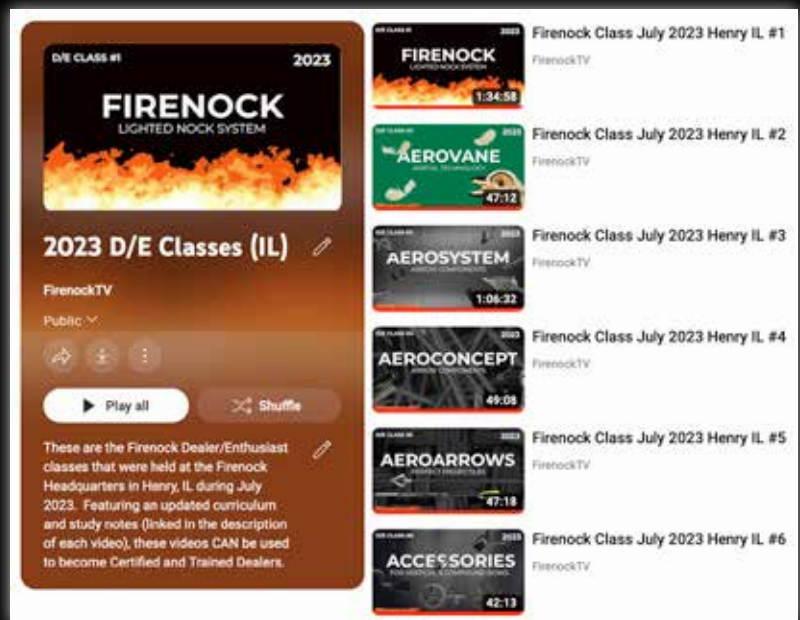 D/E CLASS #1
2023
FIRENOCK
LIGHTED NOCK SYSTEM
2023 D/E Classes (IL)
FirenockTV
Public
Play all
Shuffle
These are the Firenock Dealer/Enthusiast
classes that were held at the Firenock
Headquarters in Henry, IL during July
2023. Featuring an updated curriculum
and study notes (linked in the description
of each video), these videos CAN be used
to become Certified and Trained Dealers.
2023
FIRENOCK
LIGHTED NOCK SYSTEM
1:34:58
Firenock Class July 2023 Henry IL #1
FirenockTV
2023
AEROVANE
47:12
Firenock Class July 2023 Henry IL #2
FirenockTV
2023
AEROSYSTEM
ARROW COMPONENTS
1:06:32
Firenock Class July 2023 Henry IL #3
FirenockTV
2023
AEROCONCEPT
ARROW COMPONENTS
49:08
Firenock Class July 2023 Henry IL #4
FirenockTV
2023
AEROARROWS
PERFECT PROJECTILES
47:18
Firenock Class July 2023 Henry IL #5
FirenockTV
2023
ACCESSORIES
FOR VERTICAL & COMPOUND BOWS
42:13
Firenock Class July 2023 Henry IL #6
FirenockTV